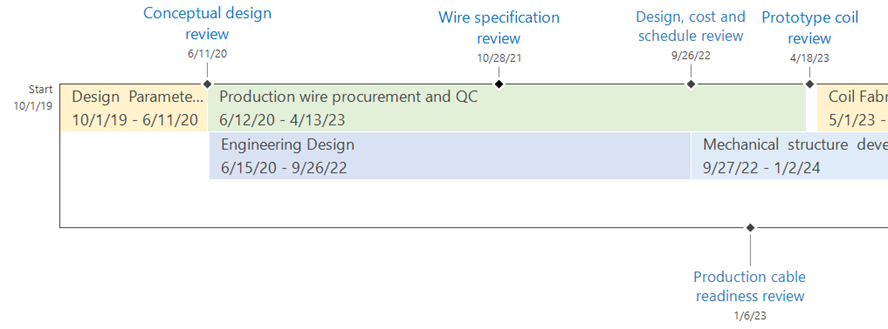 Conceptual design
review
6/11/20
Wire specification
review
10/28/21
Design, cost and
schedule review
9/26/22
Prototype coil
review
4/18/23
Start
10/1/19
Design Paramete...
10/1/19 - 6/11/20
Production wire procurement and QC
6/12/20 - 4/13/23
Coil Fab
5/1/23 -
Engineering Design
6/15/20 - 9/26/22
Mechanical structure deve
9/27/22 - 1/2/24
Production cable
readiness review
1/6/23